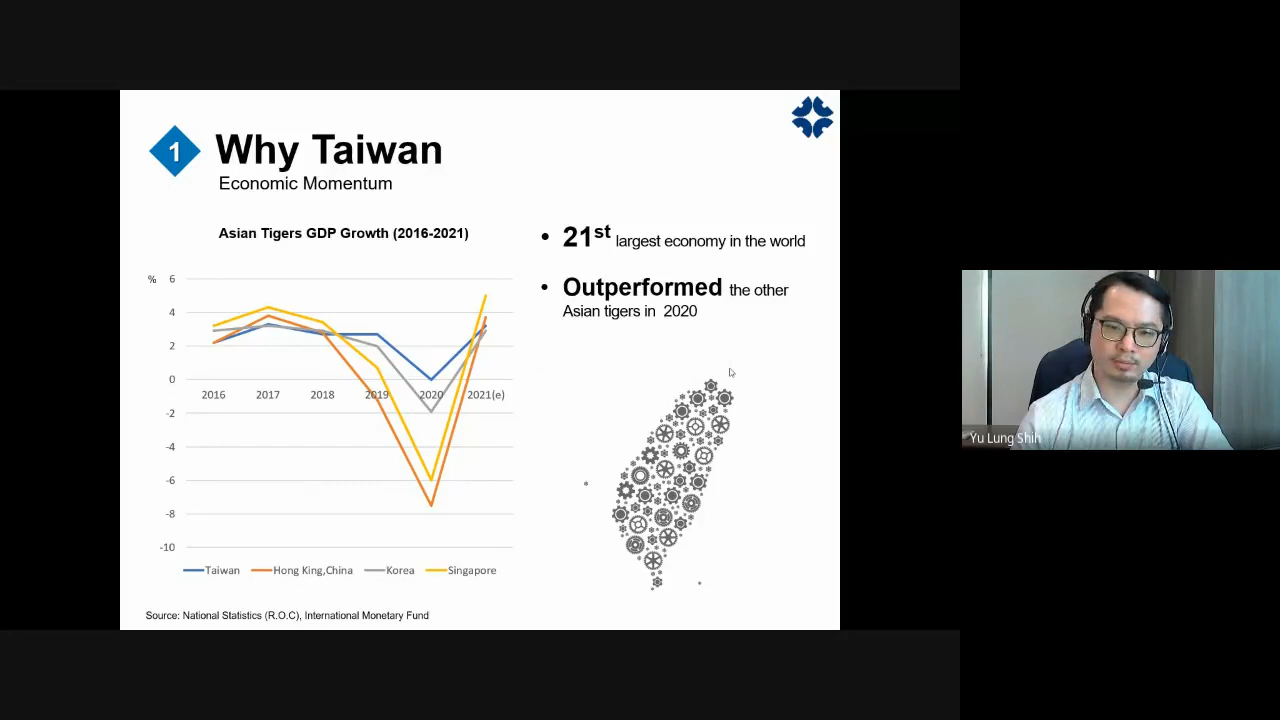 1
Why Taiwan
Economic Momentum
Asian Tigers GDP Growth (2016-2021)
%
6
4
2
0
-2
-4
-6
-8
-10
2016 2017 2018 2019 2020 2021(e)
Taiwan Hong King,China Korea Singapore
Source: National Statistics (R.O.C), International Monetary Fund
• 21st largest economy in the world
• Outperformed the other
Asian tigers in 2020
Yu Lung Shih